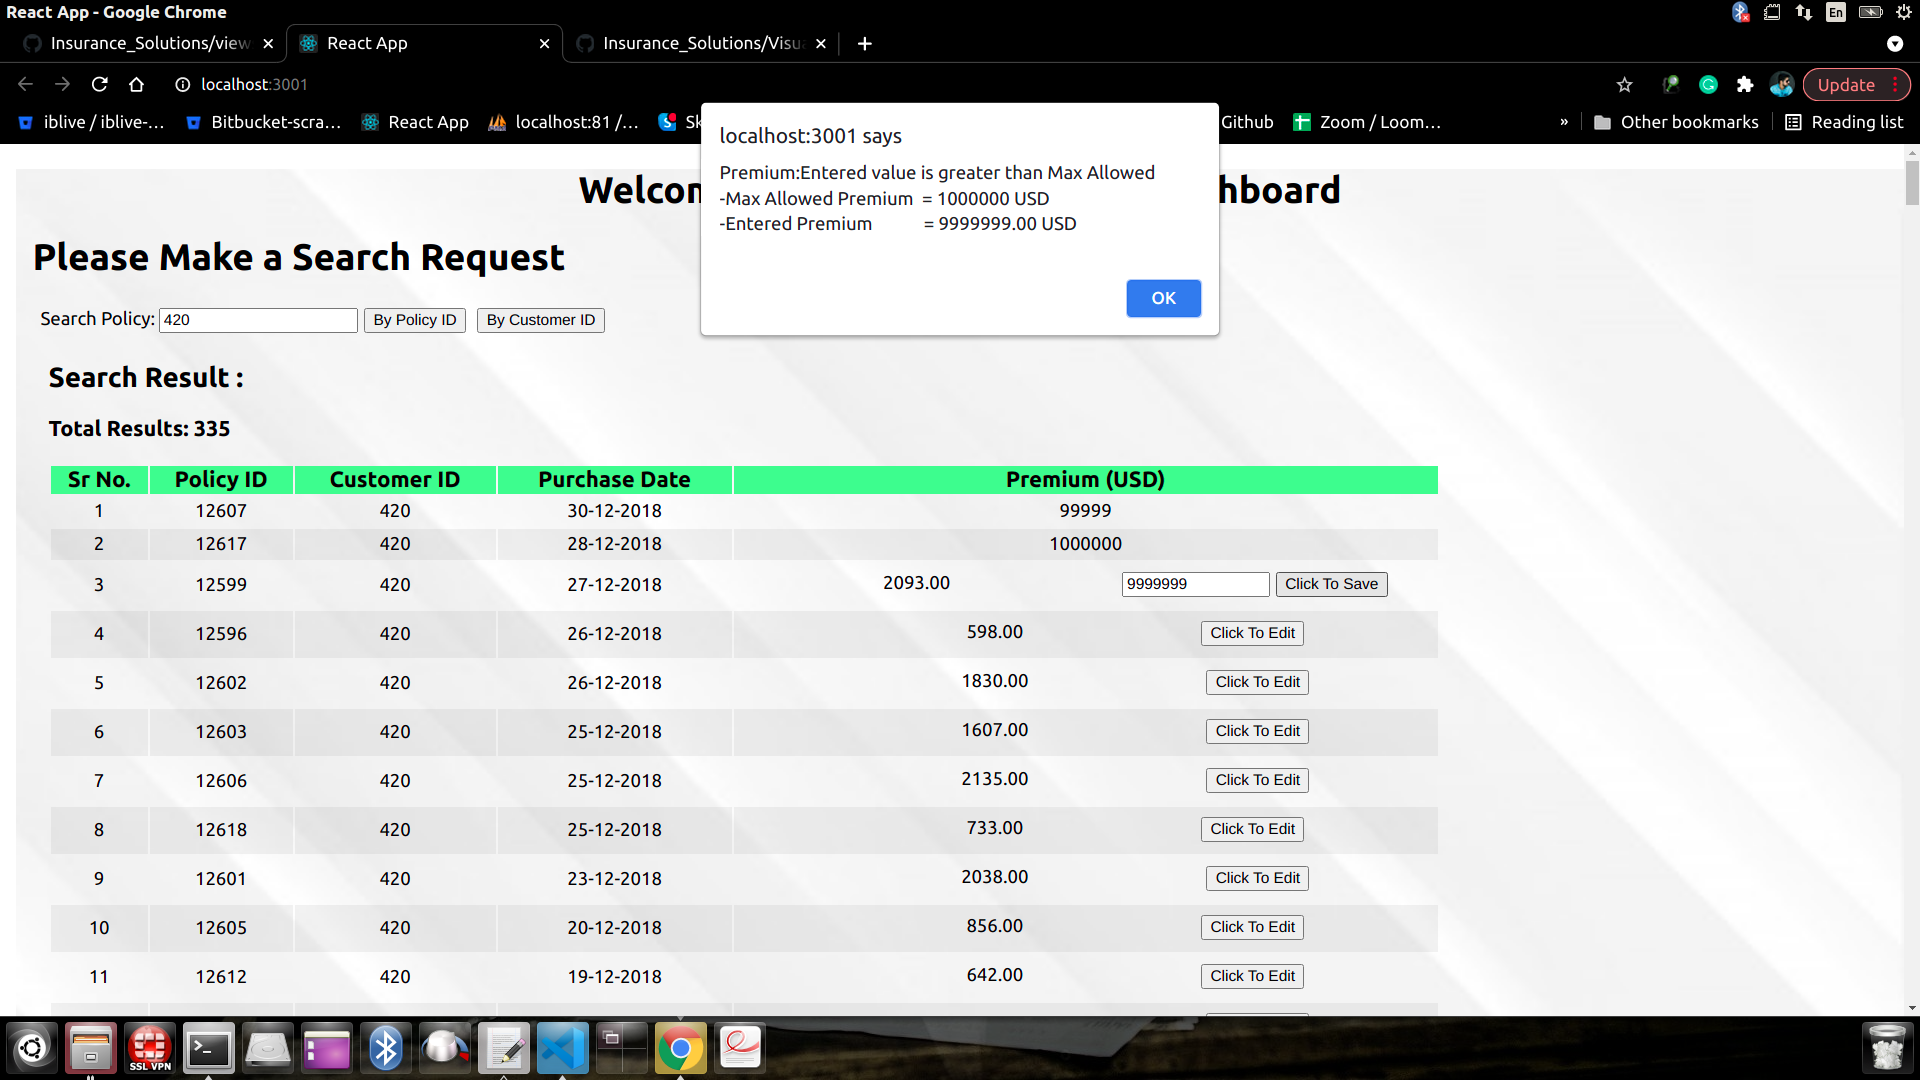 React App - Google Chrome
En
Insurance_Solutions/view
React App
Insurance_Solutions/Visu
localhost:3001
Update
iblive / iblive-...
Bitbucket-scra...
React App
localhost:81 /...
Sk
Github
Zoom / Loom...
»
Other bookmarks
Reading list
localhost:3001 says
Premium:Entered value is greater than Max Allowed
-Max Allowed Premium = 1000000 USD
-Entered Premium = 9999999.00 USD
OK
Welcom hboard
Please Make a Search Request
Search Policy: 420 By Policy ID By Customer ID
Search Result :
Total Results: 335
Sr No. Policy ID Customer ID Purchase Date Premium (USD)
1 12607 420 30-12-2018 99999
2 12617 420 28-12-2018 1000000
3 12599 420 27-12-2018 2093.00 9999999 Click To Save
4 12596 420 26-12-2018 598.00 Click To Edit
5 12602 420 26-12-2018 1830.00 Click To Edit
6 12603 420 25-12-2018 1607.00 Click To Edit
7 12606 420 25-12-2018 2135.00 Click To Edit
8 12618 420 25-12-2018 733.00 Click To Edit
9 12601 420 23-12-2018 2038.00 Click To Edit
10 12605 420 20-12-2018 856.00 Click To Edit
11 12612 420 19-12-2018 642.00 Click To Edit
SSL VPN